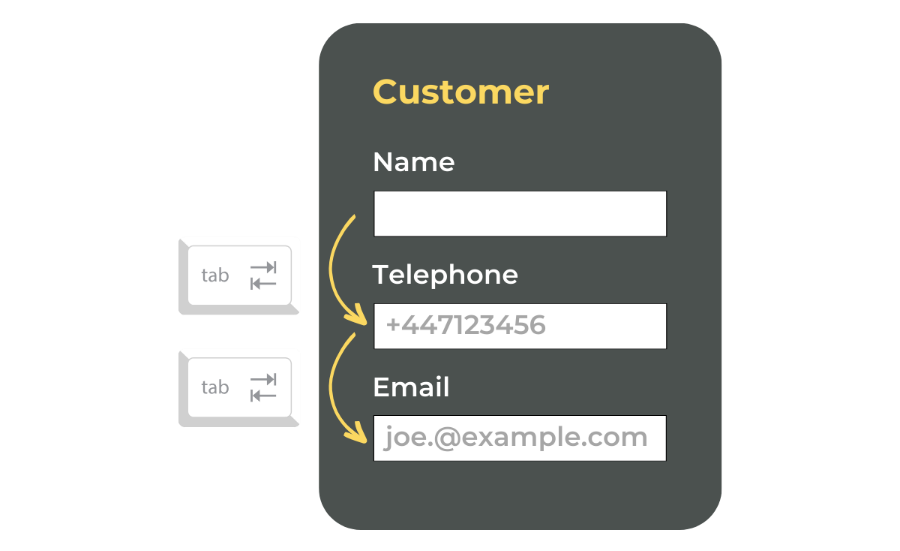 Customer
Name
tab
Telephone
+447123456
tab
Email
joe.@example.com